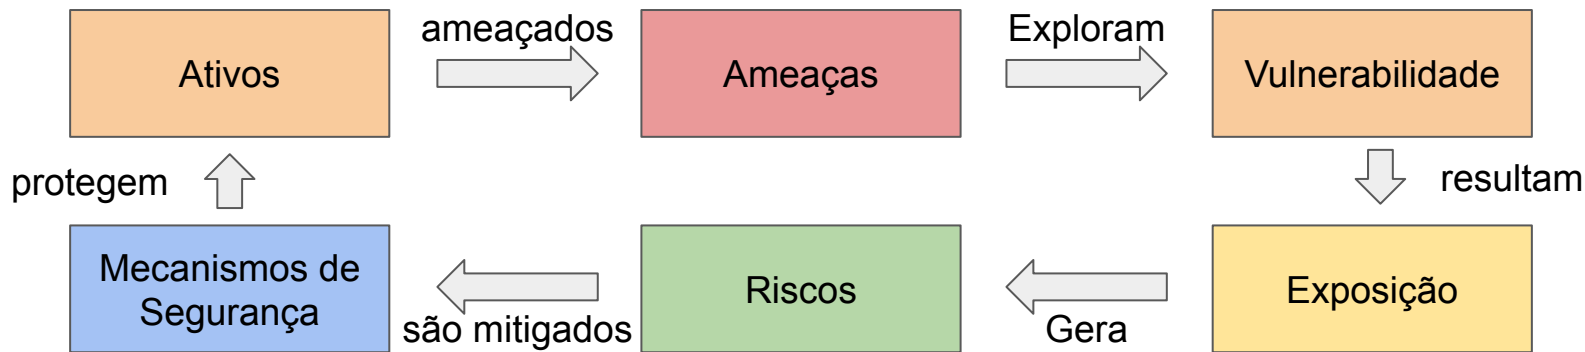 ameaçados
Exploram
Ativos
Ameaças
Vulnerabilidade
protegem
resultam
Mecanismos de
Segurança
Riscos
Exposição
são mitigados
Gera